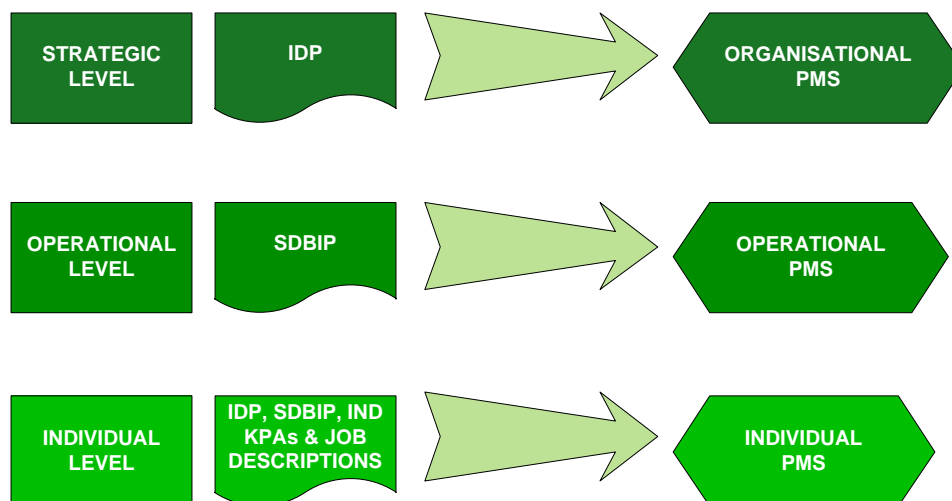 STRATEGIC
LEVEL
IDP
ORGANISATIONAL
PMS
OPERATIONAL
LEVEL
SDBIP
OPERATIONAL
PMS
INDIVIDUAL
LEVEL
IDP, SDBIP, IND
KPAs & JOB
DESCRIPTIONS
INDIVIDUAL
PMS